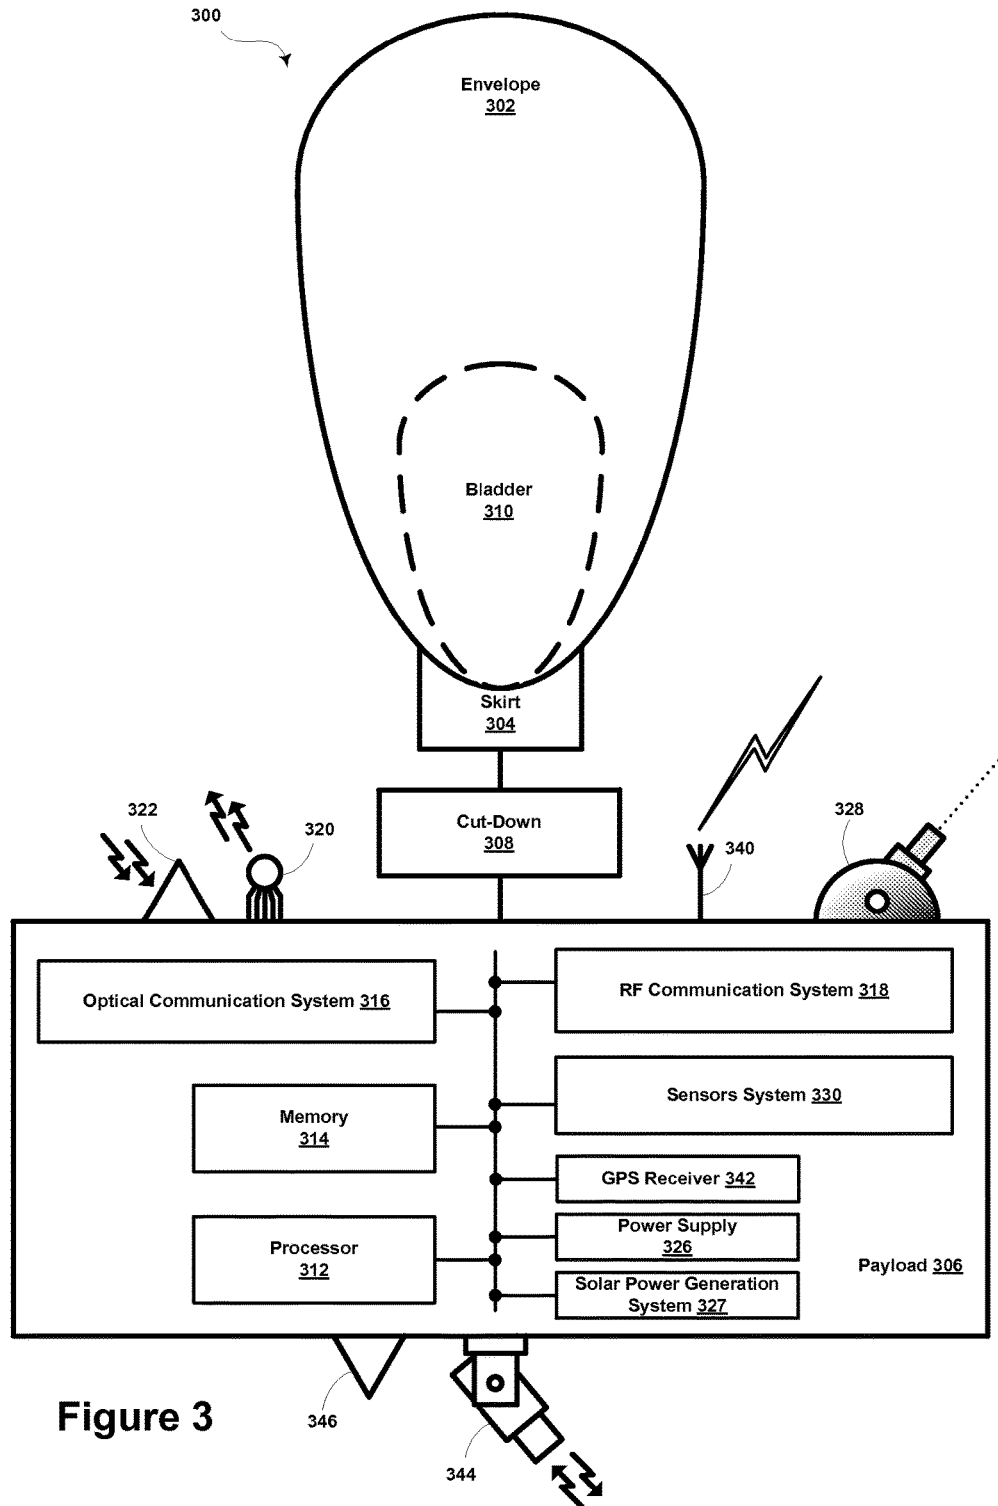 300
Envelope
302
Bladder
310
Skirt
304
Cut-Down
308
322
320
340
328
Optical Communication System 316
RF Communication System 318
Memory
314
Sensors System 330
GPS Receiver 342
Processor
312
Power Supply
326
Solar Power Generation
System 327
Payload 306
Figure 3
346
344